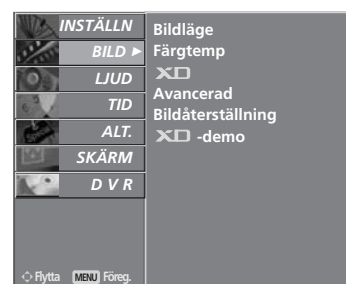 INSTÄLLN
BILD ►
LJUD
TID
ALT.
SKÄRM
D V R
Bildläge
Färgtemp
XD
Avancerad
Bildåterställning
XD -demo
Flytta MENU Föreg.